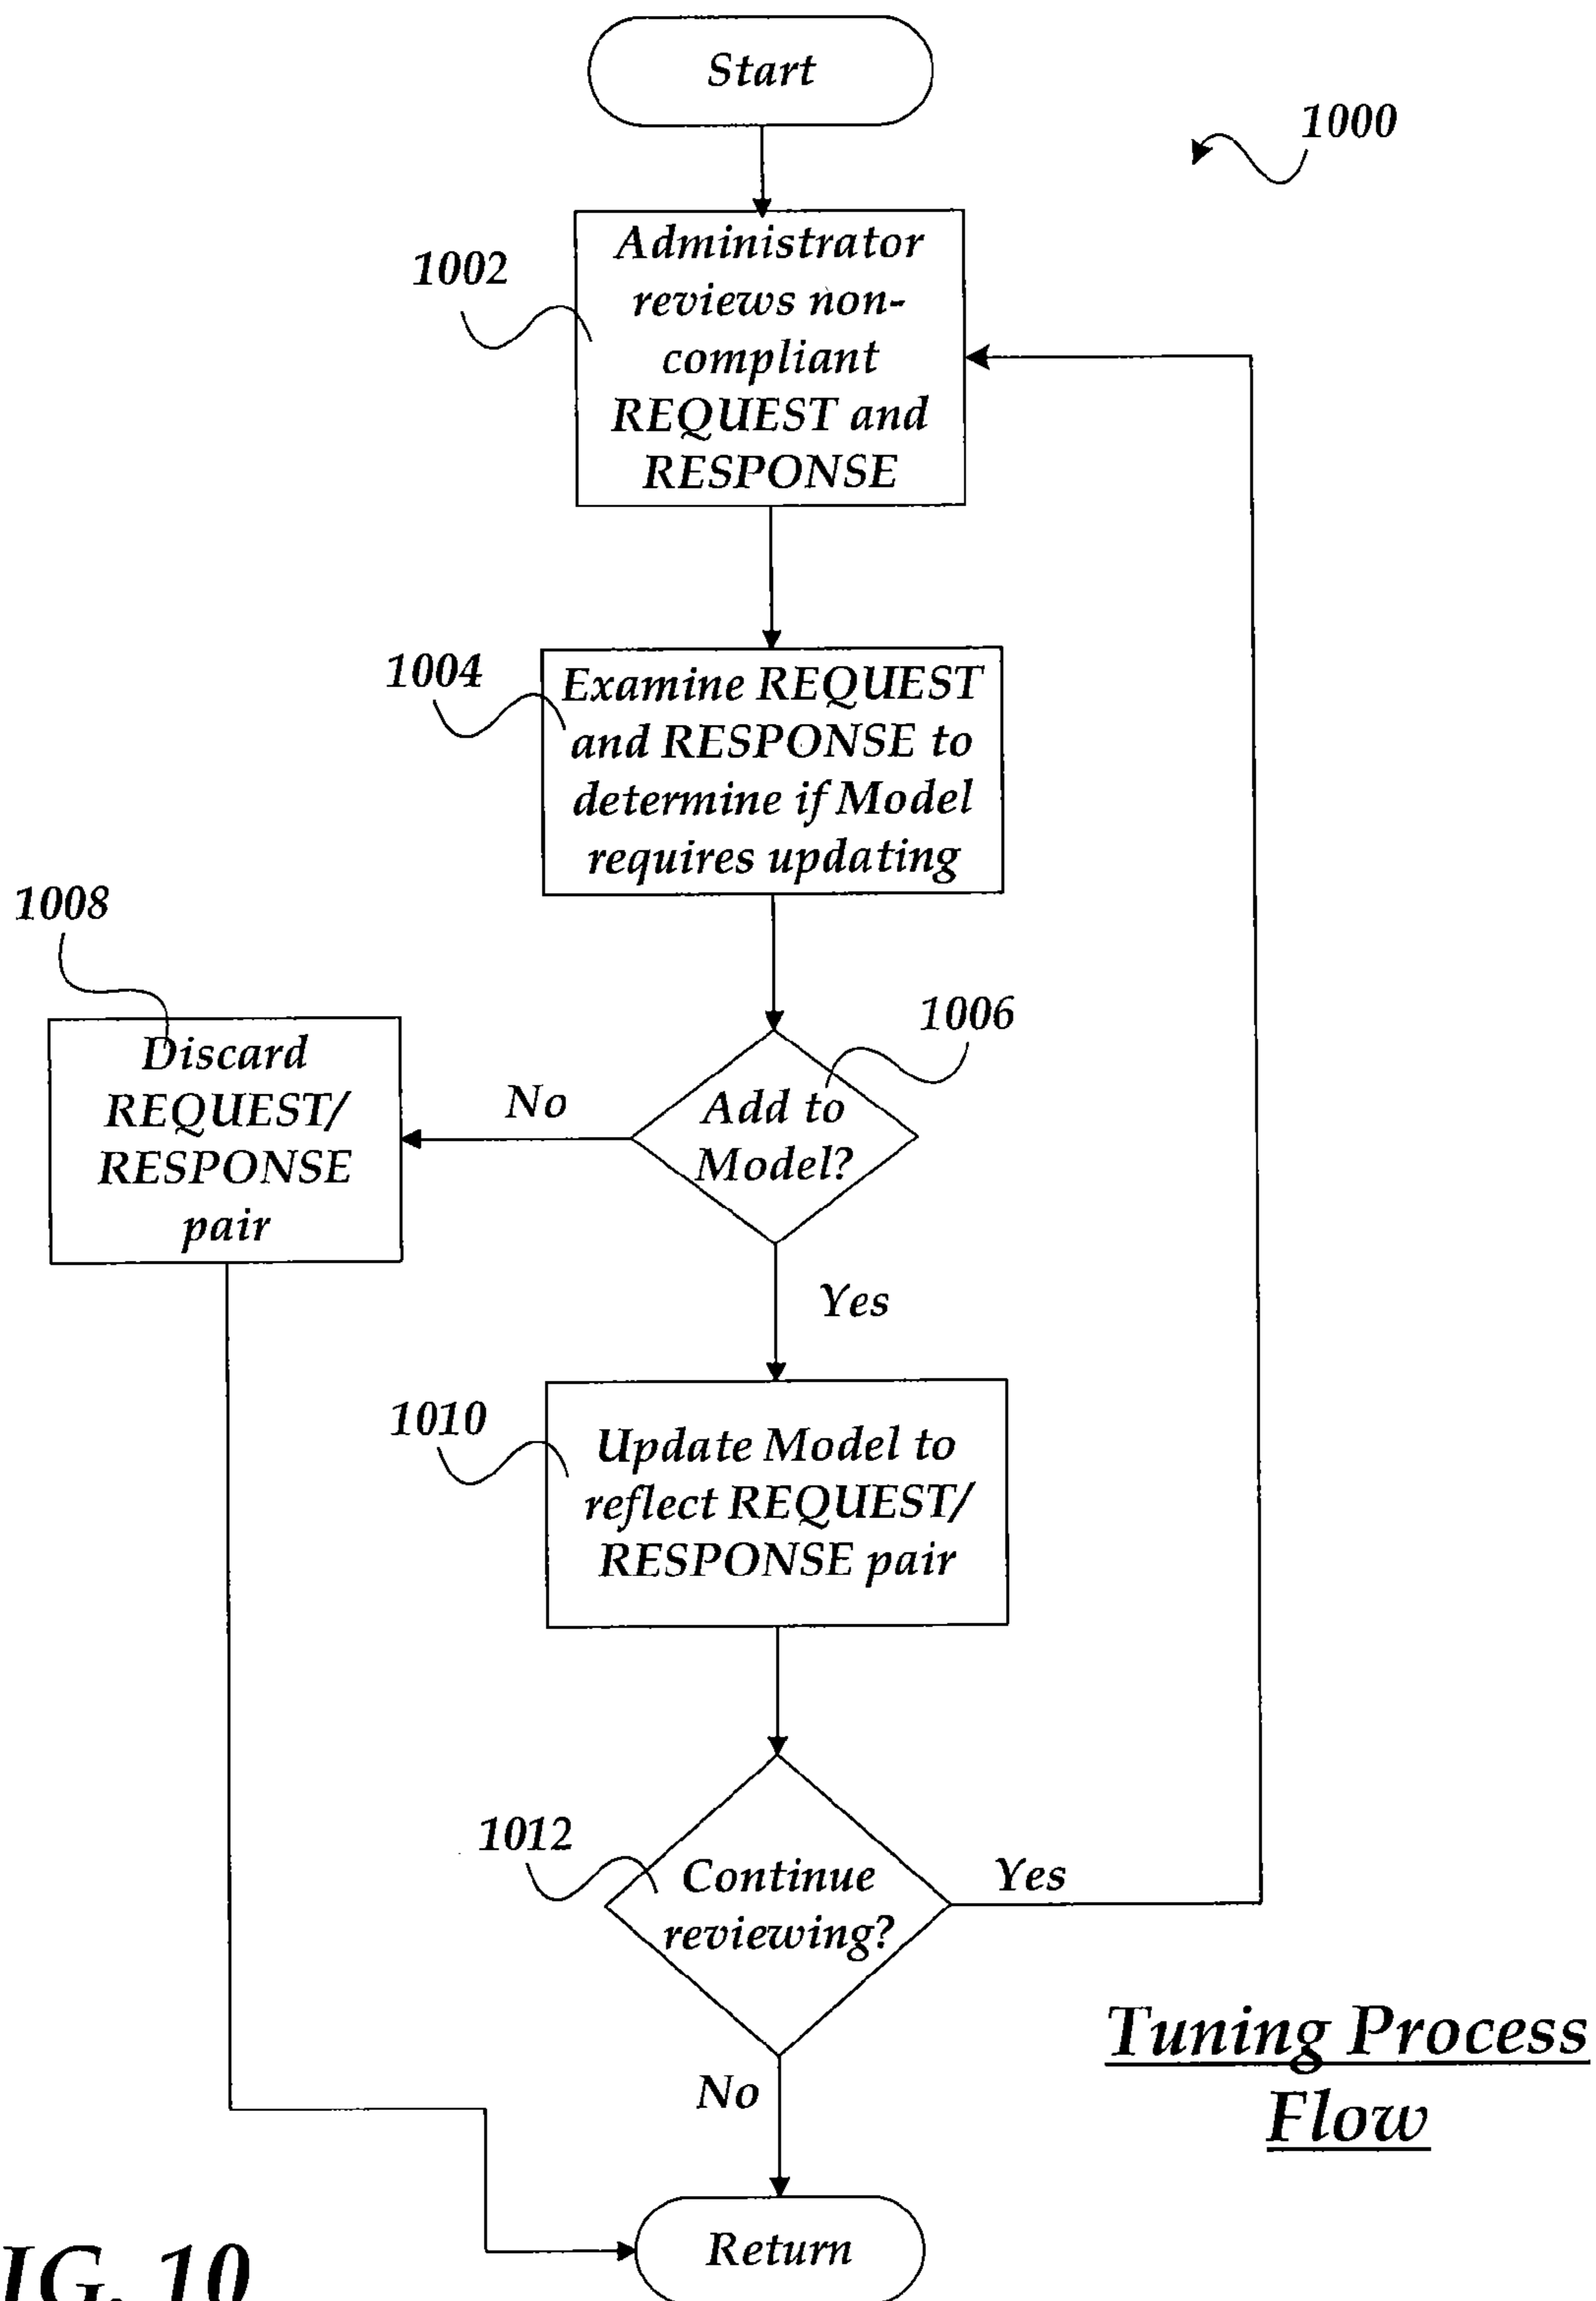 Start
1000
1002
Administrator
reviews non-
compliant
REQUEST and
RESPONSE
1004
Examine REQUEST
and RESPONSE to
determine if Model
requires updating
1008
Discard
REQUEST/
RESPONSE
pair
No
1006
Add to
Model?
Yes
1010
Update Model to
reflect REQUEST/
RESPONSE pair
1012
Continue
reviewing?
Yes
No
Tuning Process
Flow
Return
IG. 10